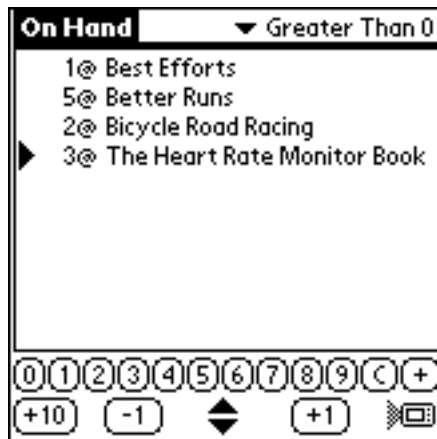 On Hand Greater Than 0
1@ Best Efforts
5@ Better Runs
2@ Bicycle Road Racing
3@ The Heart Rate Monitor Book
0 1 2 3 4 5 6 7 8 9 C +
+10 -1 +1